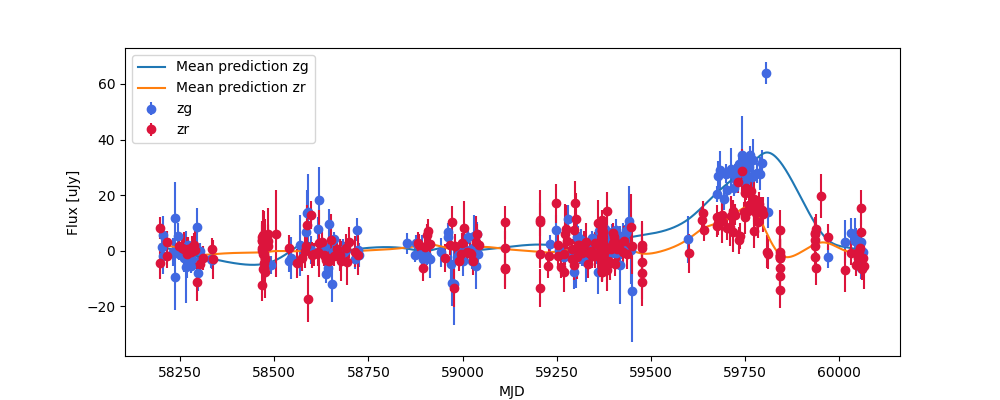 Mean prediction zg
Mean prediction zr
zg
zr
60
40
20
0
−20
Flux [uJy]
58250
58500
58750
59000
59250
59500
59750
60000
MJD